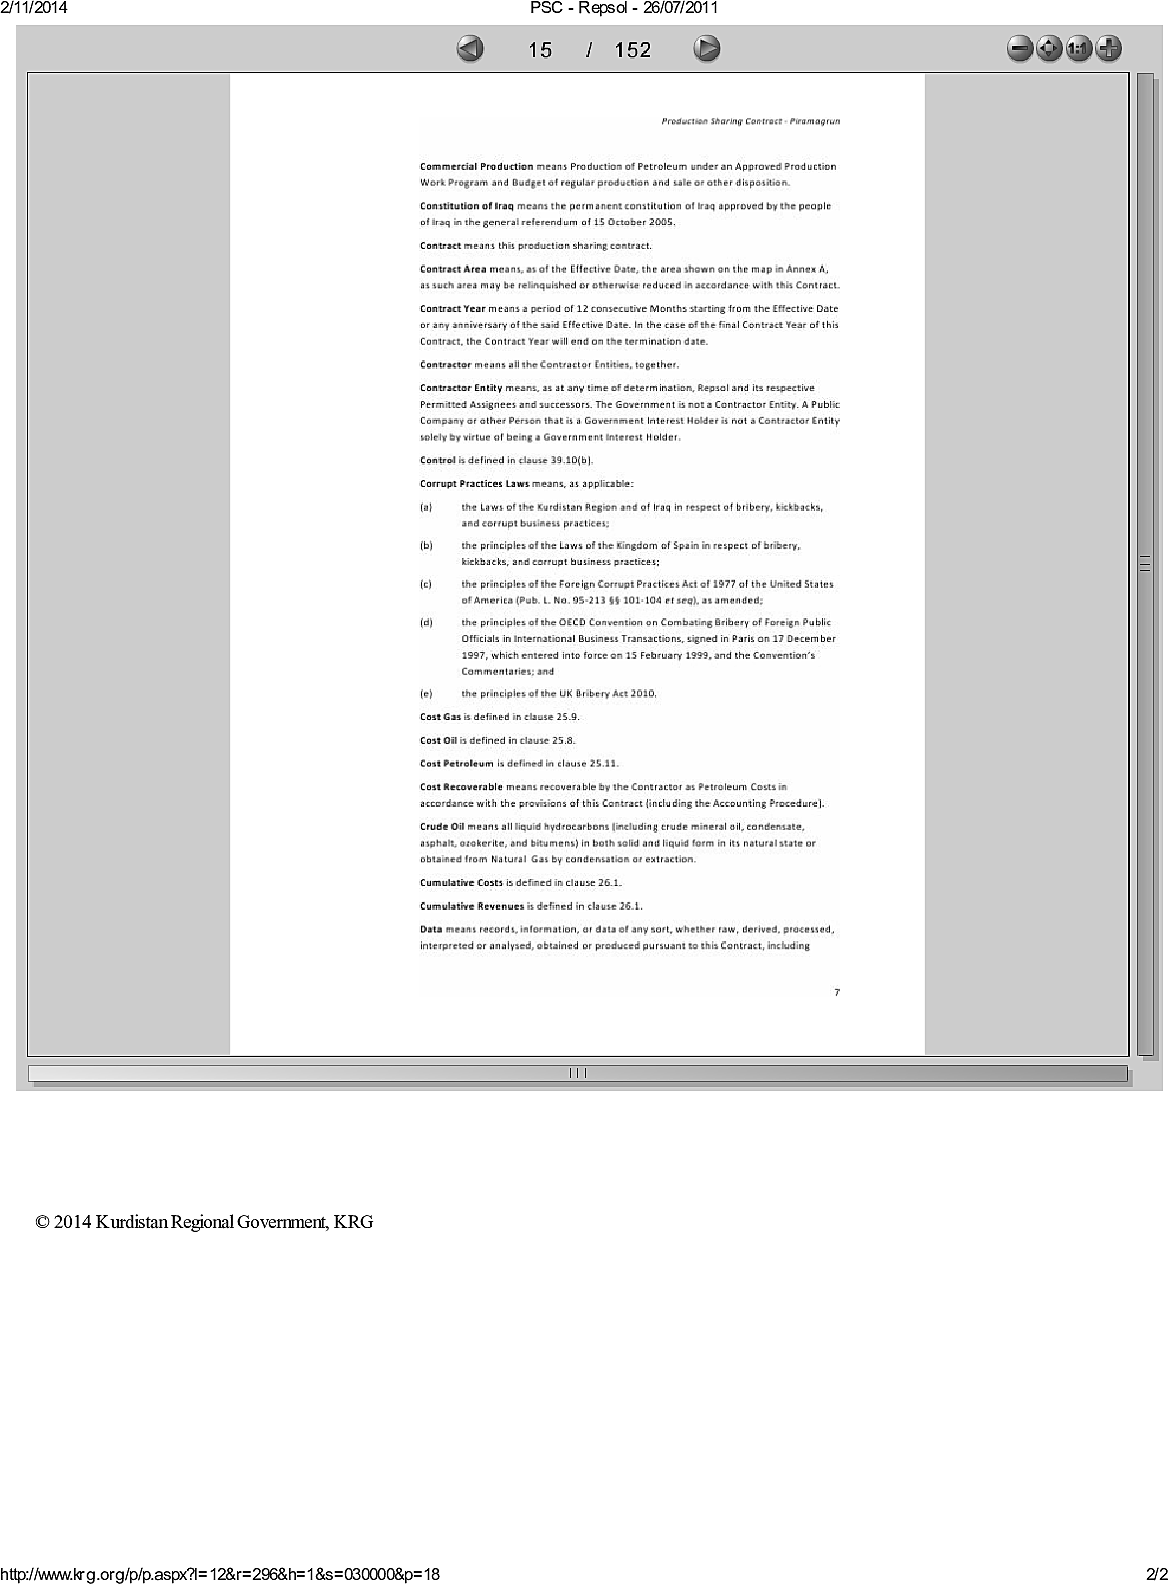 2/11/2014 PSC - Repsol - 26/07/2011
15 / 152
1:1
Production Sharing Contract - Piramagrun
Commercial Production means Production of Petroleum under an Approved Production
Work Program and Budget of regular production and sale or other disposition.
Constitution of Iraq means the permanent constitution of Iraq approved by the people
of Iraq in the general referendum of 15 October 2005.
Contract means this production sharing contract.
Contract Area means, as of the Effective Date, the area shown on the map in Annex A,
as such area may be relinquished or otherwise reduced in accordance with this Contract.
Contract Year means a period of 12 consecutive Months starting from the Effective Date
or any anniversary of the said Effective Date. In the case of the final Contract Year of this
Contract, the Contract Year will end on the termination date.
Contractor means all the Contractor Entities, together.
Contractor Entity means, as at any time of determination, Repsol and its respective
Permitted Assignees and successors. The Government is not a Contractor Entity. A Public
Company or other Person that is a Government Interest Holder is not a Contractor Entity
solely by virtue of being a Government Interest Holder.
Control is defined in clause 39.10(b).
Corrupt Practices Laws means, as applicable:
(a) the Laws of the Kurdistan Region and of Iraq in respect of bribery, kickbacks,
and corrupt business practices;
(b) the principles of the Laws of the Kingdom of Spain in respect of bribery,
kickbacks, and corrupt business practices;
(c) the principles of the Foreign Corrupt Practices Act of 1977 of the United States
of America (Pub. L. No. 95-213 §§ 101-104 et seq), as amended;
(d) the principles of the OECD Convention on Combating Bribery of Foreign Public
Officials in International Business Transactions, signed in Paris on 17 December
1997, which entered into force on 15 February 1999, and the Convention's
Commentaries; and
(e) the principles of the UK Bribery Act 2010.
Cost Gas is defined in clause 25.9.
Cost Oil is defined in clause 25.8.
Cost Petroleum is defined in clause 25.11.
Cost Recoverable means recoverable by the Contractor as Petroleum Costs in
accordance with the provisions of this Contract (including the Accounting Procedure).
Crude Oil means all liquid hydrocarbons (including crude mineral oil, condensate,
asphalt, ozokerite, and bitumens) in both solid and liquid form in its natural state or
obtained from Natural Gas by condensation or extraction.
Cumulative Costs is defined in clause 26.1.
Cumulative Revenues is defined in clause 26.1.
Data means records, information, or data of any sort, whether raw, derived, processed,
interpreted or analysed, obtained or produced pursuant to this Contract, including
7
© 2014 Kurdistan Regional Government, KRG
http://www.krg.org/p/p.aspx?l=12&r=296&h=1&s=030000&p=18 2/2